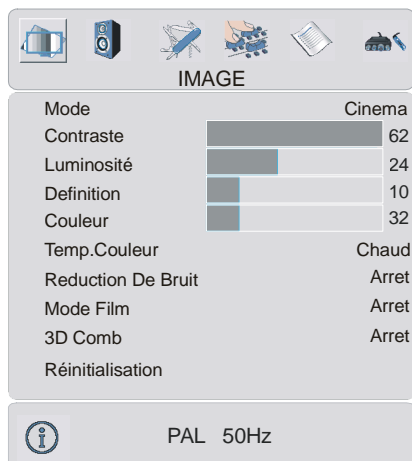 IMAGE
Mode Cinema
Contraste 62
Luminosité 24
Definition 10
Couleur 32
Temp.Couleur Chaud
Reduction De Bruit Arret
Mode Film Arret
3D Comb Arret
Réinitialisation
PAL 50Hz